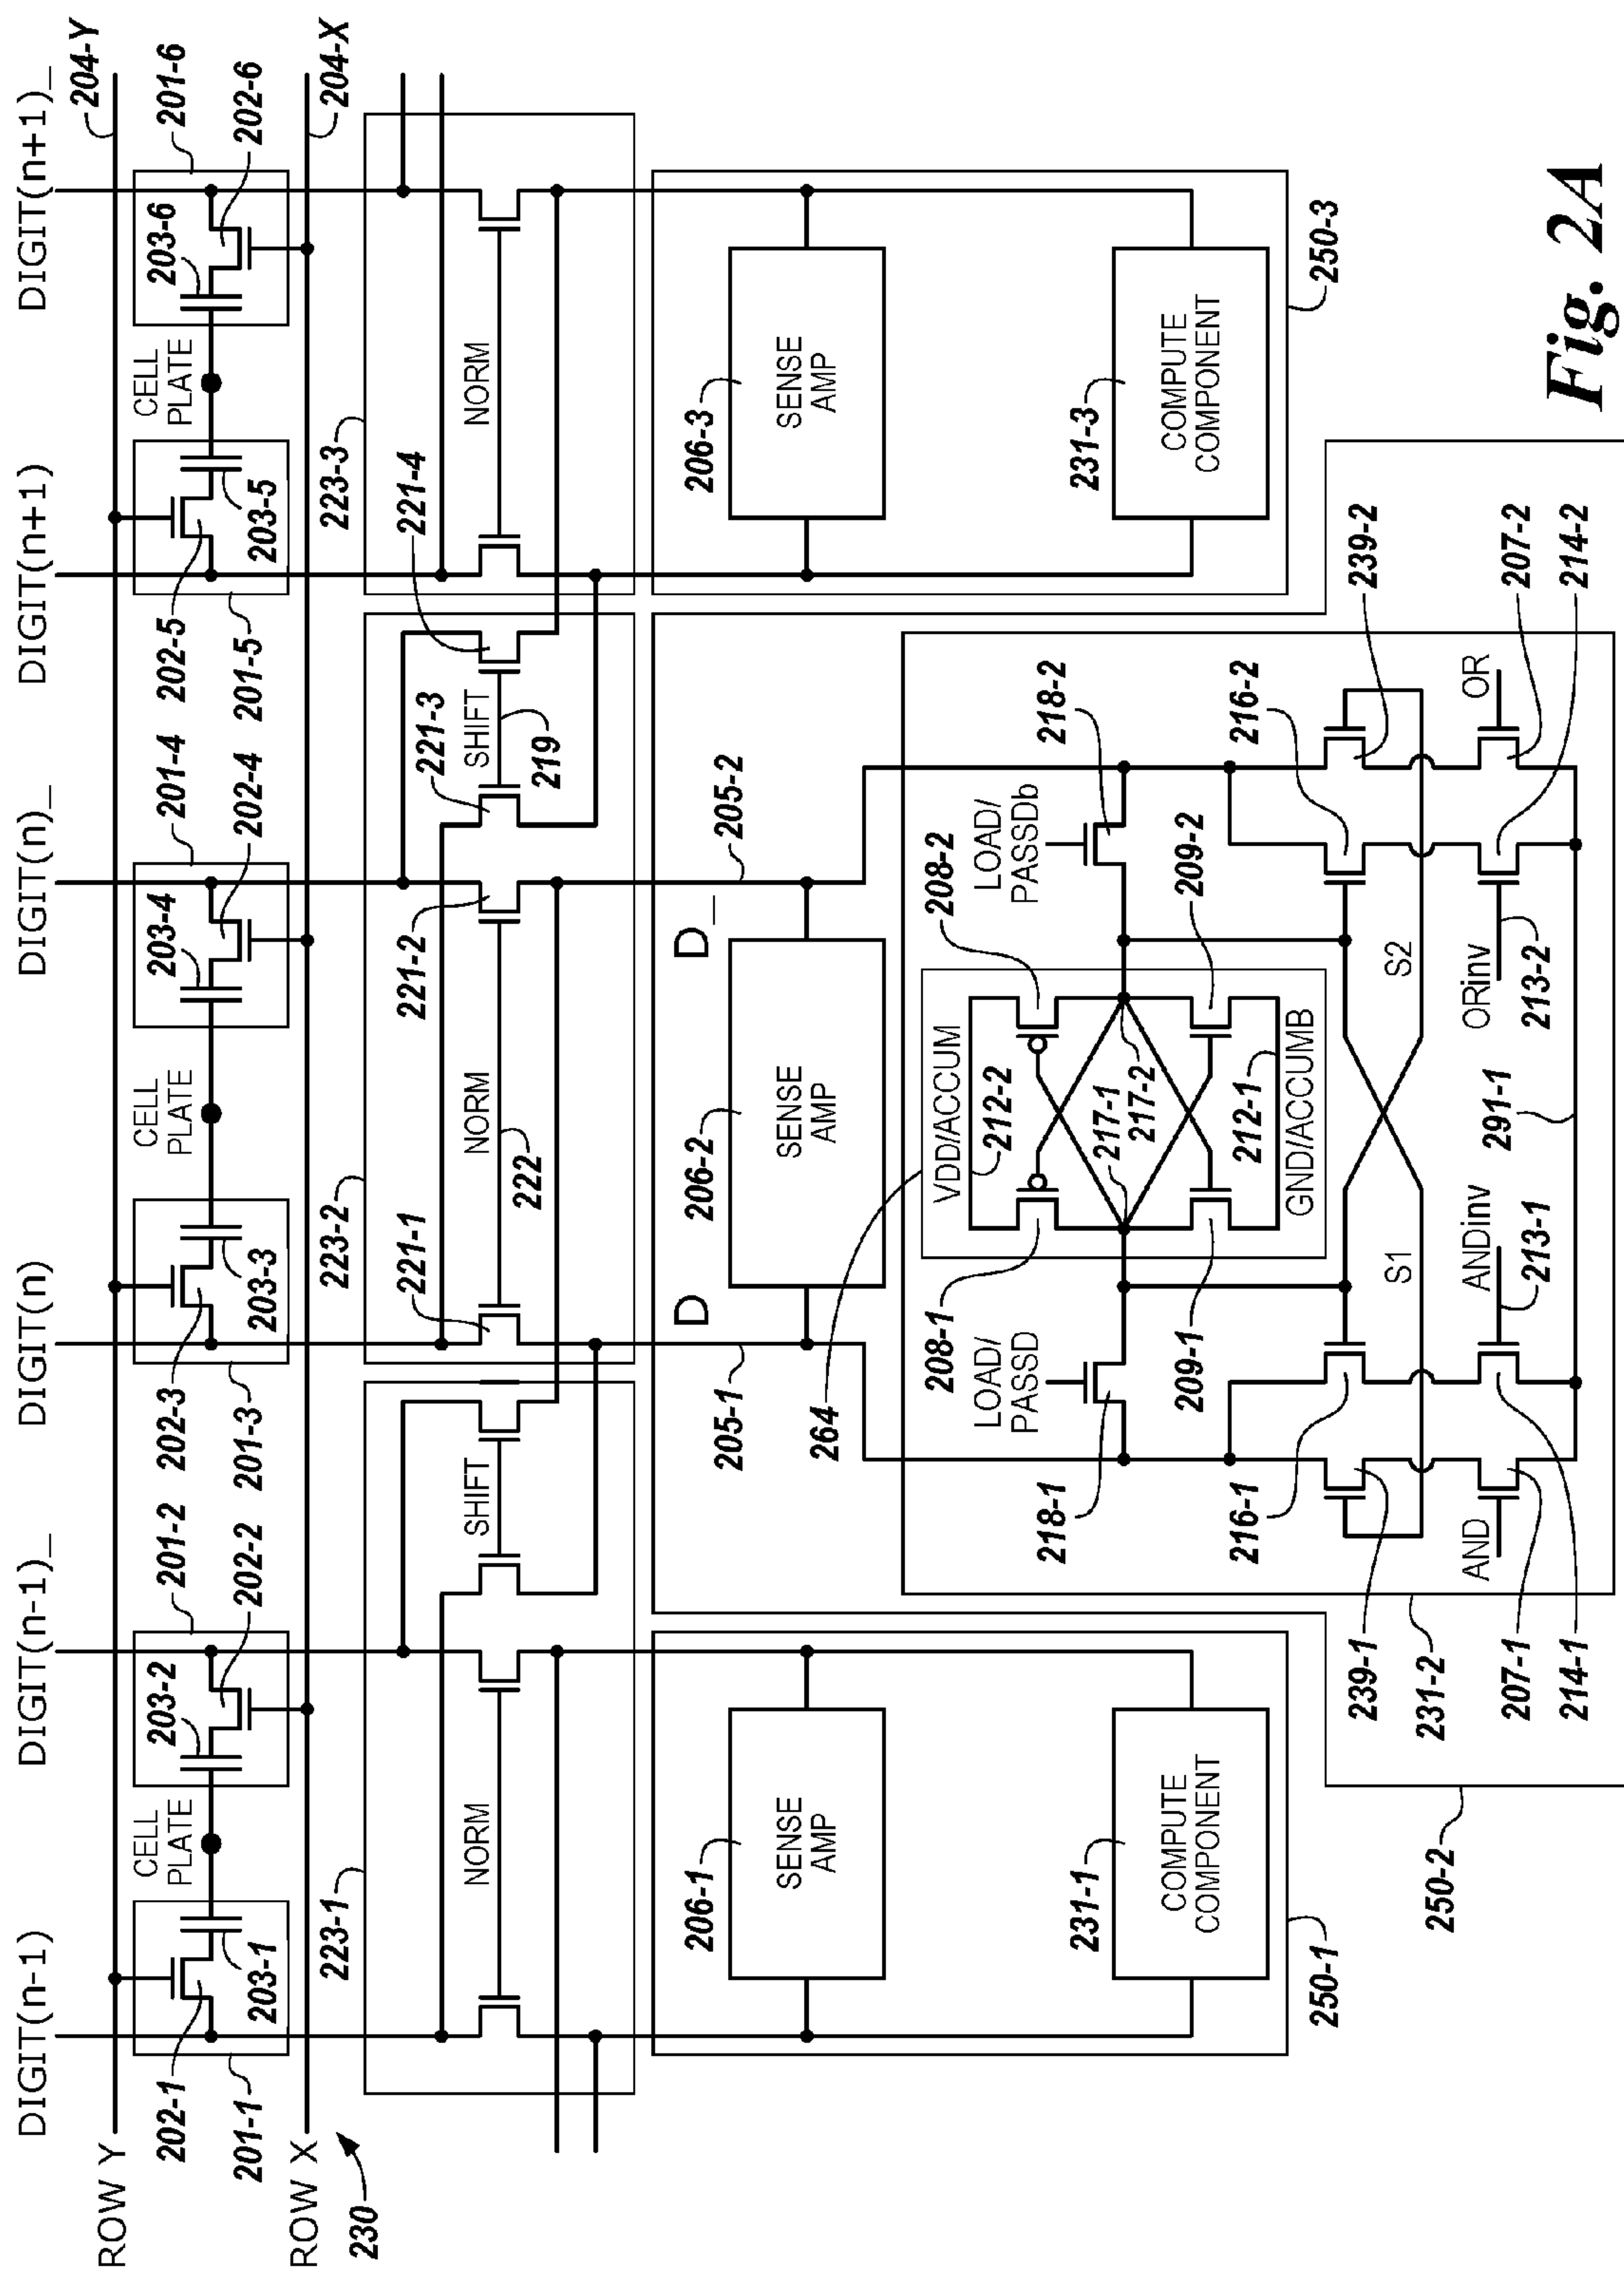 DIGIT(n-1)
DIGIT(n-1)_
DIGIT(n)
DIGIT(n)_
DIGIT(n+1)
DIGIT(n+1)_
ROW Y
204-Y
202-1
203-1
201-1
CELL
PLATE
203-2
201-2
202-2
202-3
203-3
201-3
CELL
PLATE
203-4
201-4
202-4
202-5
203-5
201-5
CELL
PLATE
203-6
201-6
202-6
ROW X
204-X
230
223-1
NORM
SHIFT
223-2
221-1
NORM
222
221-2
221-3
SHIFT
219
221-4
223-3
NORM
206-1
SENSE
AMP
205-1
D
206-2
SENSE
AMP
D_
205-2
206-3
SENSE
AMP
231-1
COMPUTE
COMPONENT
250-1
231-3
COMPUTE
COMPONENT
250-3
264
208-1
LOAD/
PASSD
218-1
209-1
VDD/ACCUM
212-2
217-1
217-2
212-1
GND/ACCUMB
208-2
LOAD/
PASSDb
218-2
209-2
216-1
216-2
S1
S2
239-1
239-2
231-2
AND
207-1
214-1
ANDinv
213-1
291-1
ORinv
213-2
OR
207-2
214-2
250-2
Fig. 2A